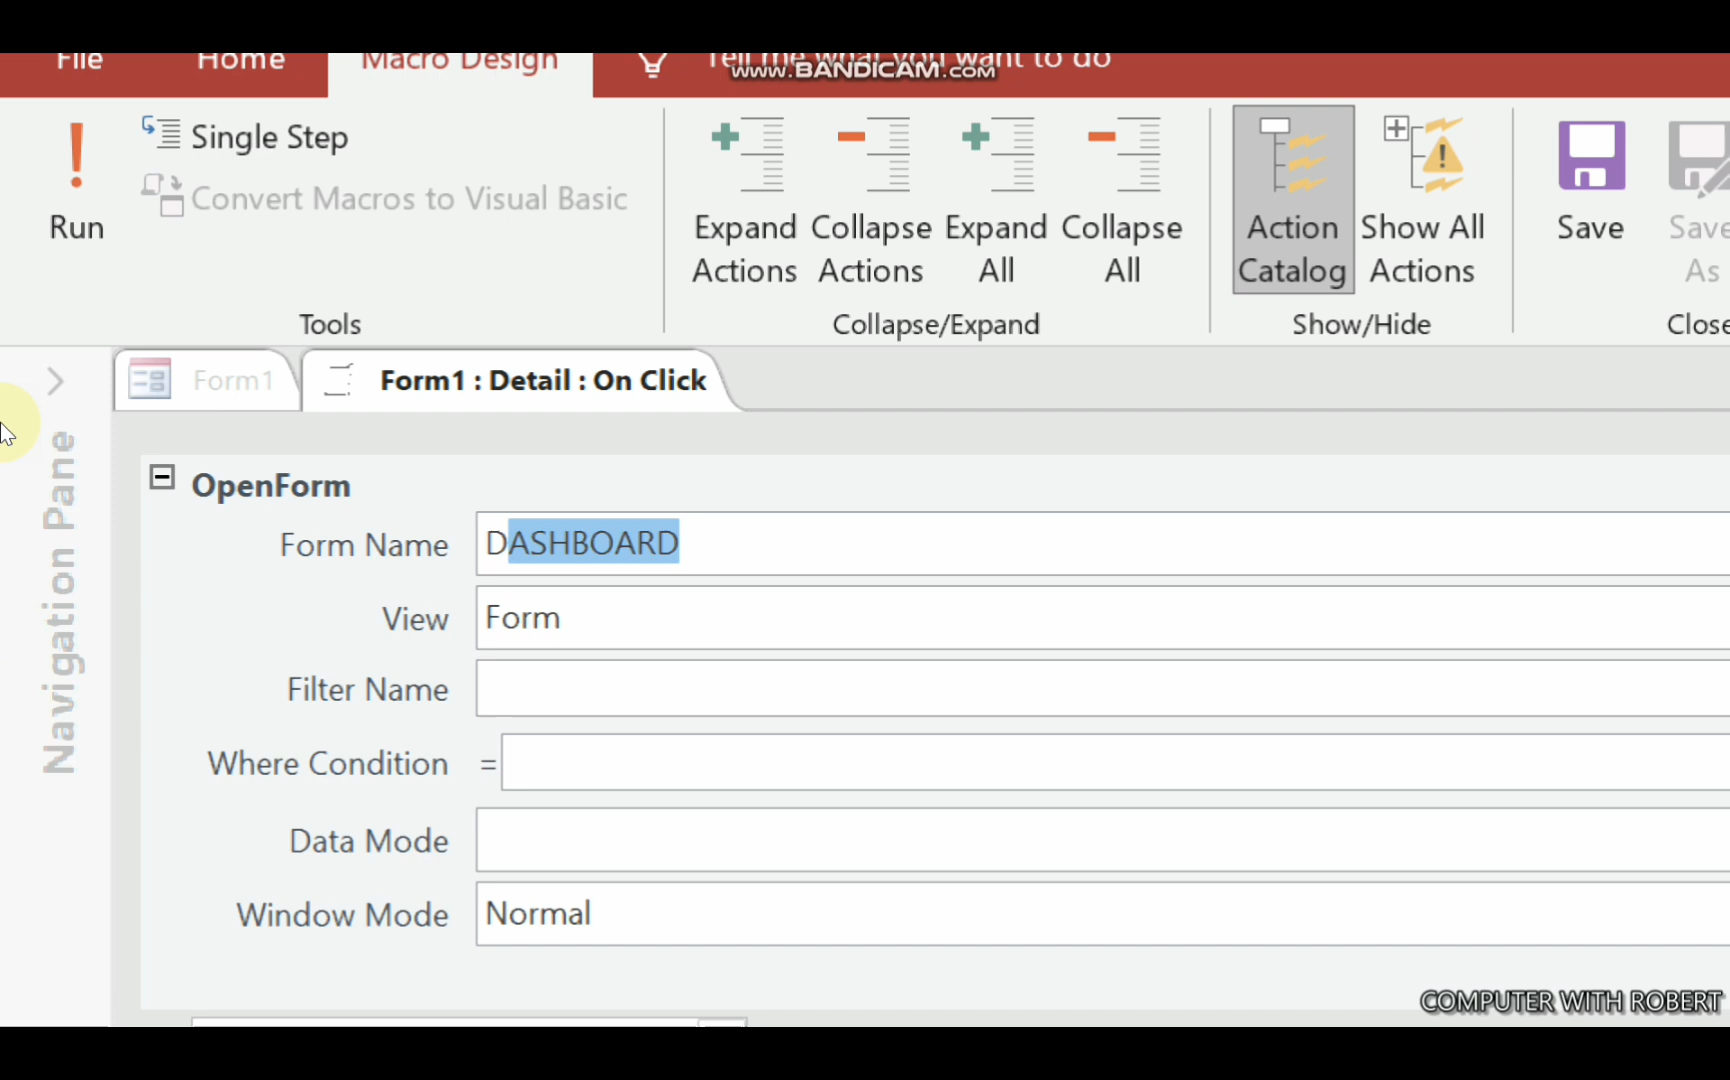 File Home Macro Design Tell me what you want to do
www.BANDICAM.com
Single Step
Convert Macros to Visual Basic
Run
Expand Actions
Collapse Actions
Expand All
Collapse All
Action Catalog
Show All Actions
Save
Save As
Tools
Collapse/Expand
Show/Hide
Close
Form1
Form1 : Detail : On Click
Navigation Pane
OpenForm
Form Name DASHBOARD
View Form
Filter Name
Where Condition =
Data Mode
Window Mode Normal
COMPUTER WITH ROBERT